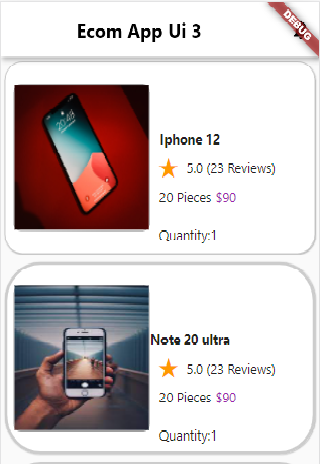 Ecom App Ui 3
DEBUG
Iphone 12
5.0 (23 Reviews)
20 Pieces $90
Quantity:1
Note 20 ultra
5.0 (23 Reviews)
20 Pieces $90
Quantity:1